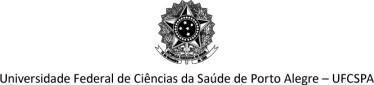 Universidade Federal de Ciências da Saúde de Porto Alegre – UFCSPA